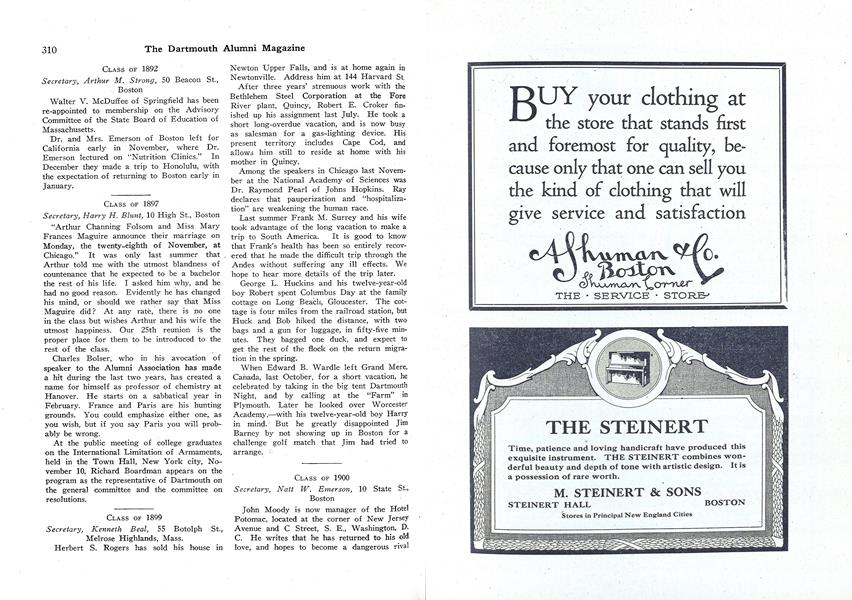 310
The Dartmouth Alumni Magazine
CLASS OF 1892
Secretary, Arthur M. Strong, 50 Beacon St.,
Boston
Walter V. McDuffee of Springfield has been
re-appointed to membership on the Advisory
Committee of the State Board of Education of
Massachusetts.
Dr. and Mrs. Emerson of Boston left for
California early in November, where Dr.
Emerson lectured on "Nutrition Clinics." In
December they made a trip to Honolulu, with
the expectation of returning to Boston early in
January.
CLASS OF 1897
Secretary, Harry H. Blunt, 10 High St., Boston
"Arthur Channing Folsom and Miss Mary
Frances Maguire announce their marriage on
Monday, the twenty-eighth of November, at
Chicago." It was only last summer that
Arthur told me with the utmost blandness of
countenance that he expected to be a bachelor
the rest of his life. I asked him why, and he
had no good reason. Evidently he has changed
his mind, or should we rather say that Miss
Maguire did? At any rate, there is no one
in the class but wishes Arthur and his wife the
utmost happiness. Our 25th reunion is the
proper place for them to be introduced to the
rest of the class.
Charles Bolser, who in his avocation of
speaker to the Alumni Association has made
a hit during the last two years, has created a
name for himself as professor of chemistry at
Hanover. He starts on a sabbatical year in
February. France and Paris are his hunting
grounds. You could emphasize either one, as
you wish, but if you say Paris you will prob-
ably be wrong.
At the public meeting of college graduates
on the International Limitation of Armaments,
held in the Town Hall, New York city, No-
vember 10, Richard Boardman appears on the
program as the representative of Dartmouth on
the general committee and the committee on
resolutions.
CLASS OF 1899
Secretary, Kenneth Beal, 55 Botolph St.,
Melrose Highlands, Mass.
Herbert S. Rogers has sold his house in
Newton Upper Falls, and is at home again in
Newtonville. Address him at 144 Harvard St.
After three years' strenuous work with the
Bethlehem Steel Corporation at the Fore
River plant, Quincy, Robert E. Croker fin-
ished up his assignment last July. He took a
short long-overdue vacation, and is now busy
as salesman for a gas-lighting device. His
present territory includes Cape Cod, and
allows him still to reside at home with his
mother in Quincy.
Among the speakers in Chicago last Novem-
ber at the National Academy of Sciences was
Dr. Raymond Pearl of Johns Hopkins. Ray
declares that pauperization and "hospitaliza-
tion" are weakening the human race.
Last summer Frank M. Surrey and his wife
took advantage of the long vacation to make a
trip to South America. It is good to know
that Frank's health has been so entirely recov-
ered that he made the difficult trip through the
Andes without suffering any ill effects. We
hope to hear more details of the trip later.
George L. Huckins and his twelve-year-old
boy Robert spent Columbus Day at the family
cottage on Long Beach, Gloucester. The cot-
tage is four miles from the railroad station, but
Huck and Bob hiked the distance, with two
bags and a gun for luggage, in fifty-five min-
utes. They bagged one duck, and expect to
get the rest of the flock on the return migra-
tion in the spring.
When Edward B. Wardle left Grand Mere,
Canada, last October, for a short vacation, he
celebrated by taking in the big tent Dartmouth
Night, and by calling at the "Farm" in
Plymouth. Later he looked over Worcester
Academy,—with his twelve-year-old boy Harry
in mind. But he greatly disappointed Jim
Barney by not showing up in Boston for a
challenge golf match that Jim had tried to
arrange.
CLASS OF 1900
Secretary, Natt W. Emerson, 10 State St.,
Boston
John Moody is now manager of the Hotel
Potomac, located at the corner of New Jersey
Avenue and C Street, S. E., Washington, D.
C. He writes that he has returned to his old
love, and hopes to become a dangerous rival
BUY your clothing at
the store that stands first
and foremost for quality, be-
cause only that one can sell you
the kind of clothing that will
give service and satisfaction
A Shuman & Co.
Boston
Shuman Corner
THE · SERVICE · STORE
THE STEINERT
Time, patience and loving handicraft have produced this
exquisite instrument. THE STEINERT combines won-
derful beauty and depth of tone with artistic design. It is
a possession of rare worth.
M. STEINERT & SONS
STEINERT HALL BOSTON
Stores in Principal New England Cities